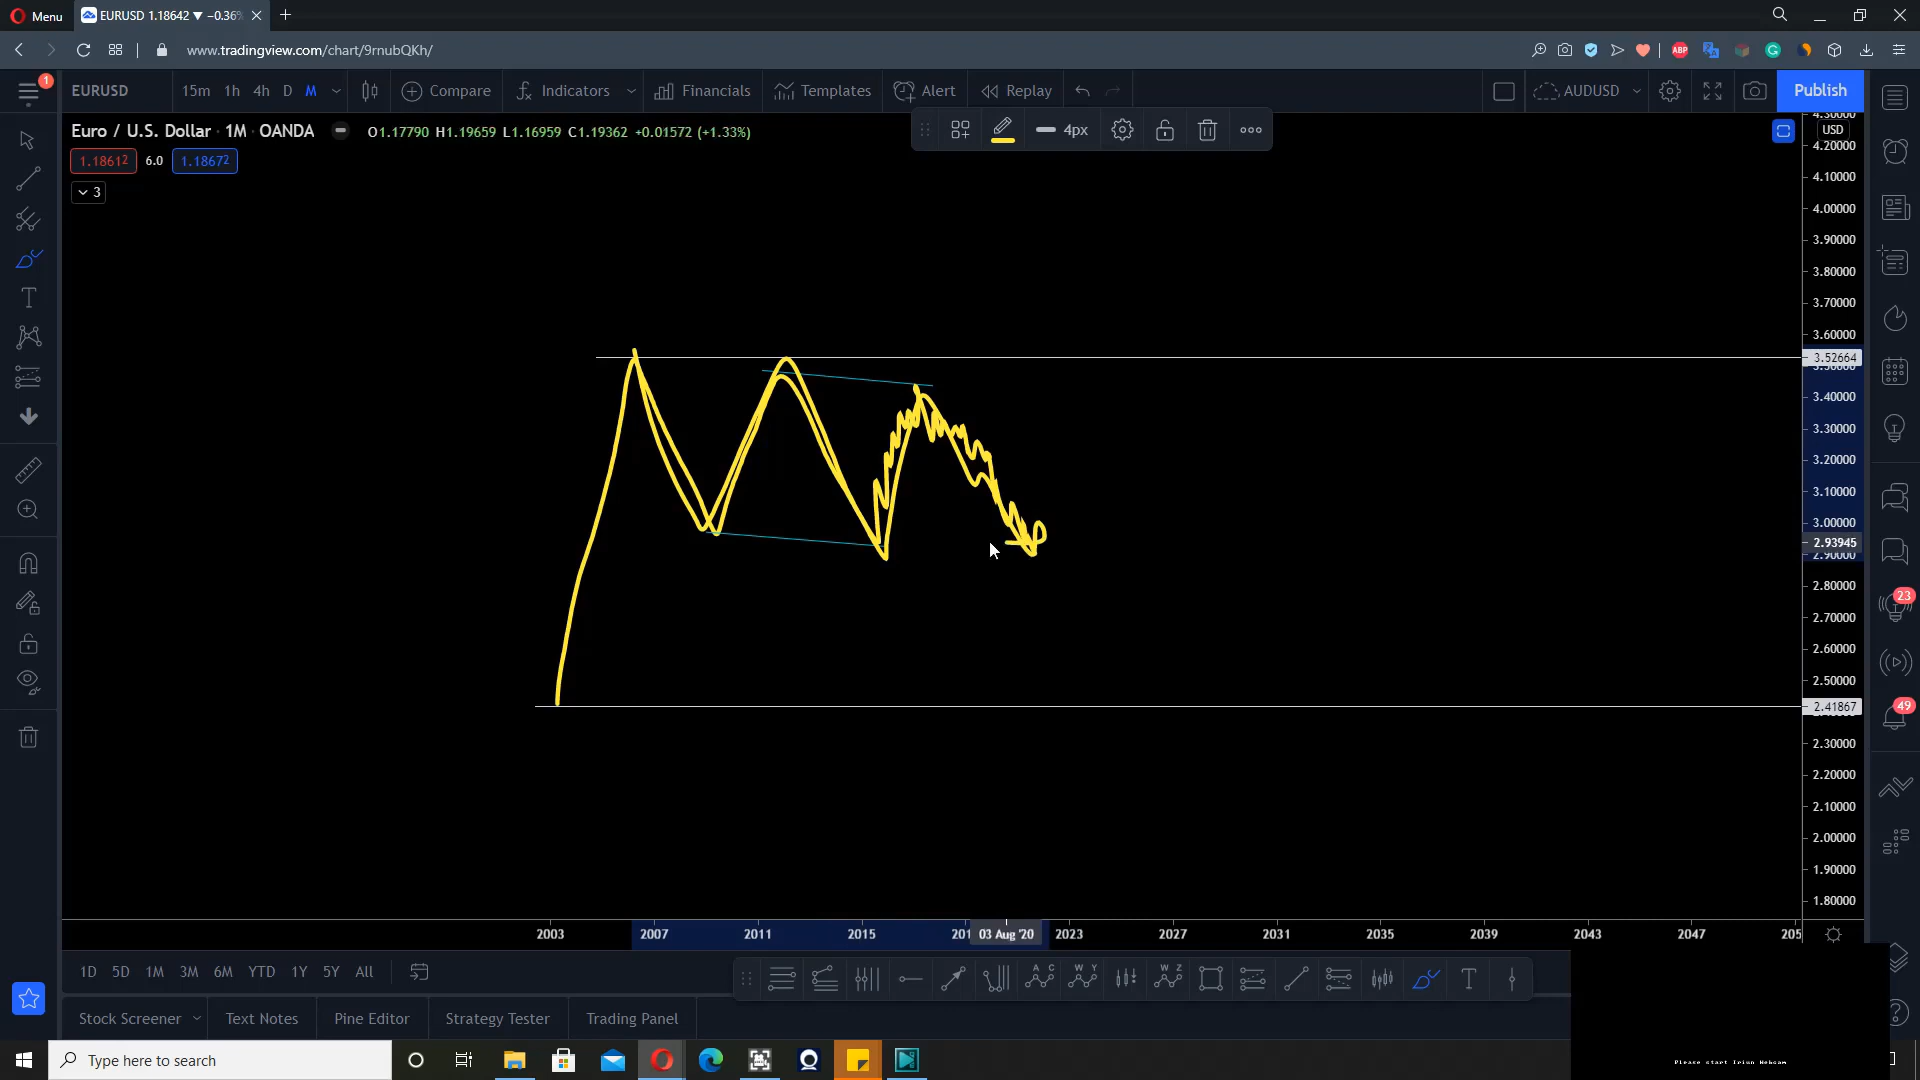 Menu
EURUSD 1.18642 ▼ −0.36%
www.tradingview.com/chart/9rnubQKh/
1
EURUSD 15m 1h 4h D M Compare Indicators Financials Templates Alert Replay AUDUSD Publish
Euro / U.S. Dollar · 1M · OANDA O1.17790 H1.19659 L1.16959 C1.19362 +0.01572 (+1.33%)
4px
USD
1.18612 6.0 1.18672
3
4.20000
4.10000
4.00000
3.90000
3.80000
3.70000
3.60000
3.52664
3.40000
3.30000
3.20000
3.10000
3.00000
2.93945
2.90000
2.80000
2.70000
2.60000
2.50000
2.41867
2.30000
2.20000
2.10000
2.00000
1.90000
1.80000
23
49
2003 2007 2011 2015 03 Aug '20 2023 2027 2031 2035 2039 2043 2047
1D 5D 1M 3M 6M YTD 1Y 5Y All
A C W Y W Z
Stock Screener Text Notes Pine Editor Strategy Tester Trading Panel
Type here to search
Please start Iriun Webcam